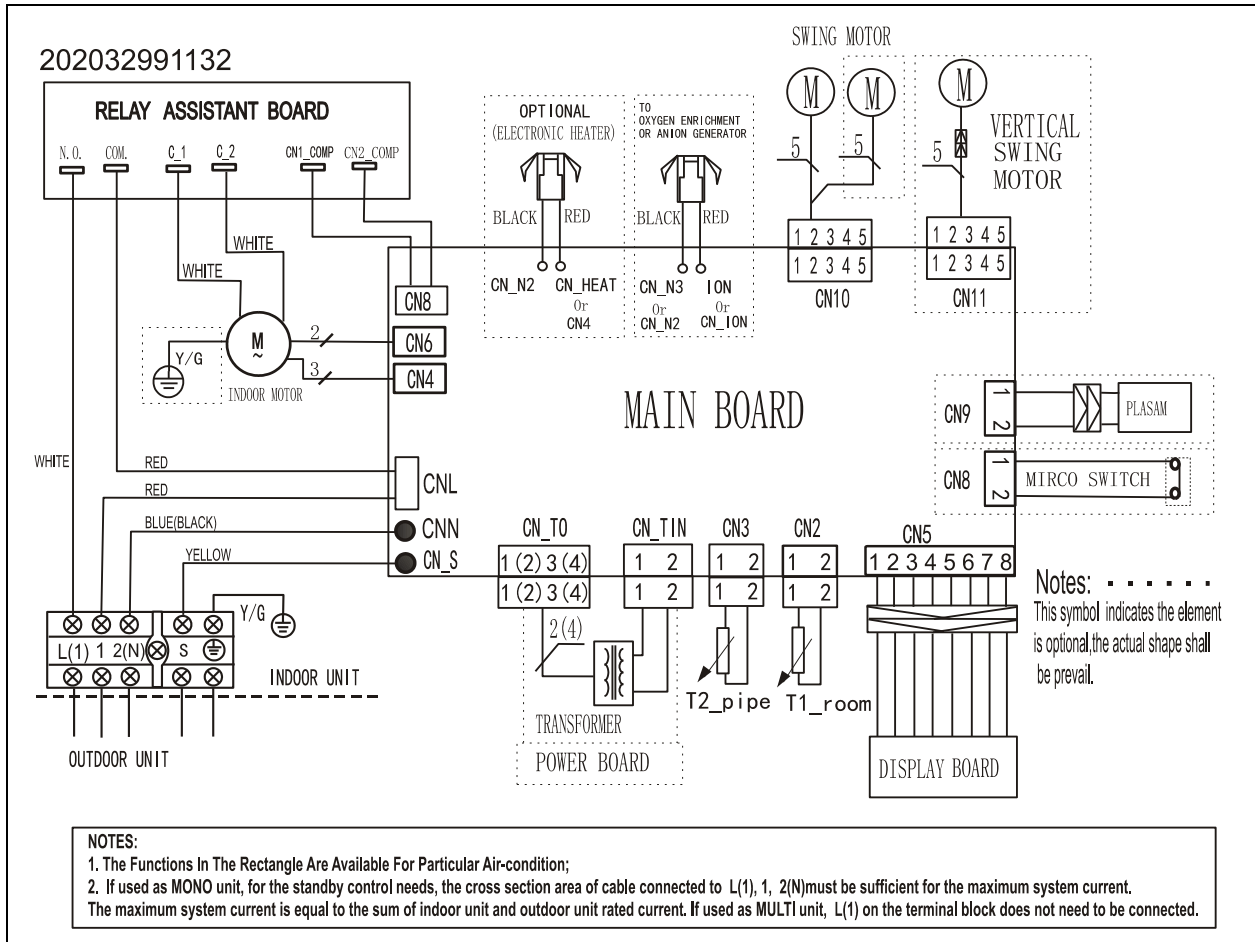 202032991132
RELAY ASSISTANT BOARD
N.O. COM. C_1 C_2 CN1_COMP CN2_COMP
WHITE
WHITE
CN8
CN6
CN4
2
3
M
~
INDOOR MOTOR
Y/G
OPTIONAL
(ELECTRONIC HEATER)
BLACK RED
CN_N2 CN_HEAT
Or
CN4
TO
OXYGEN ENRICHMENT
OR ANION GENERATOR
BLACK RED
CN_N3 ION
Or Or
CN_N2 CN_ION
SWING MOTOR
M M
5 5
1 2 3 4 5
1 2 3 4 5
CN10
M
VERTICAL
SWING
MOTOR
5
1 2 3 4 5
1 2 3 4 5
CN11
MAIN BOARD
CN9
1
2
PLASAM
CN8
1
2
MIRCO SWITCH
WHITE
RED
RED
BLUE(BLACK)
YELLOW
CNL
CNN
CN_S
Y/G
L(1) 1 2(N) S
INDOOR UNIT
OUTDOOR UNIT
CN_TO
1(2)3(4)
1(2)3(4)
2(4)
CN_TIN
1 2
1 2
TRANSFORMER
POWER BOARD
CN3
1 2
1 2
T2_pipe
CN2
1 2
1 2
T1_room
CN5
1 2 3 4 5 6 7 8
DISPLAY BOARD
Notes: · · · · · ·
This symbol indicates the element
is optional,the actual shape shall
be prevail.
NOTES:
1. The Functions In The Rectangle Are Available For Particular Air-condition;
2. If used as MONO unit, for the standby control needs, the cross section area of cable connected to L(1), 1, 2(N)must be sufficient for the maximum system current.
The maximum system current is equal to the sum of indoor unit and outdoor unit rated current. If used as MULTI unit, L(1) on the terminal block does not need to be connected.